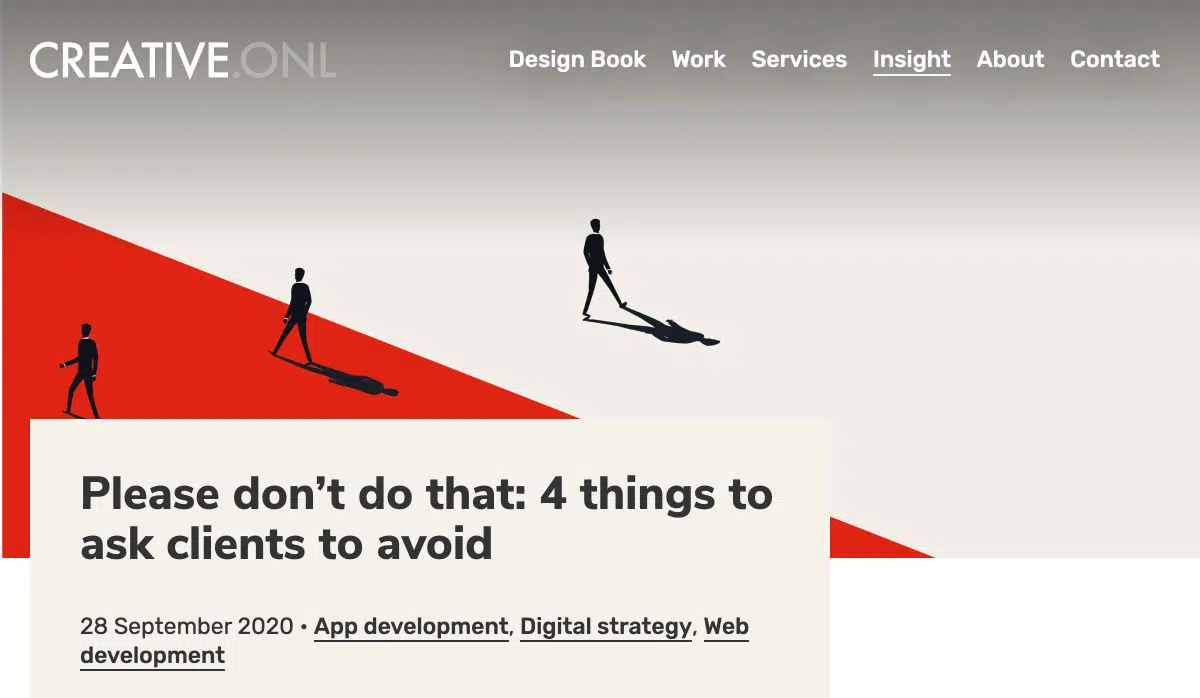 CREATIVE.ONL
Design Book Work Services Insight About Contact
Please don’t do that: 4 things to
ask clients to avoid
28 September 2020 • App development, Digital strategy, Web
development